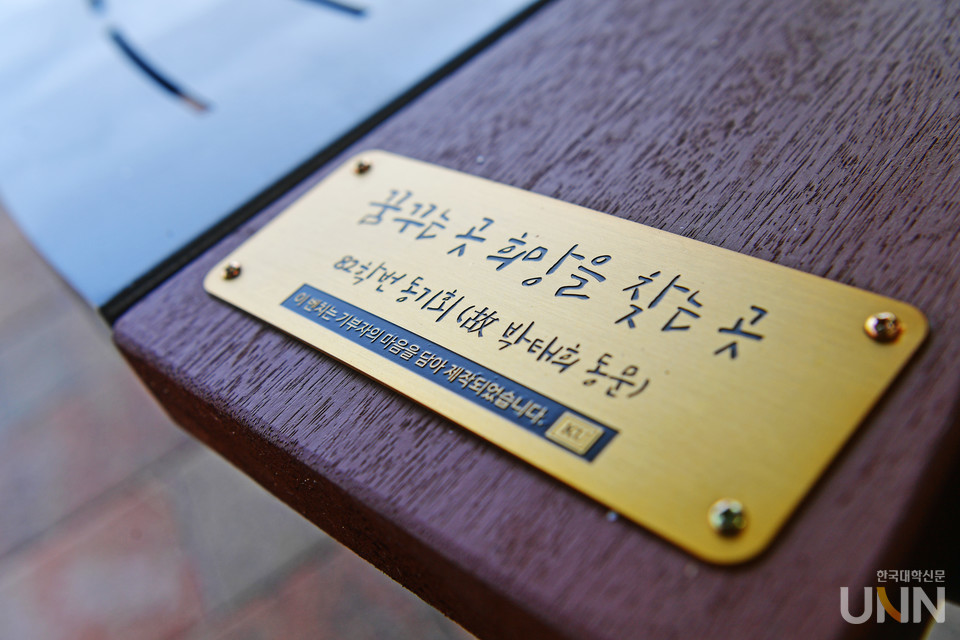 꿈꾸는 곳 희망을 찾는 곳
82학번 동기회 (故 박태희 동문)
이 벤치는 기부자의 마음을 담아 제작되었습니다.
KU
한국대학신문
UNN